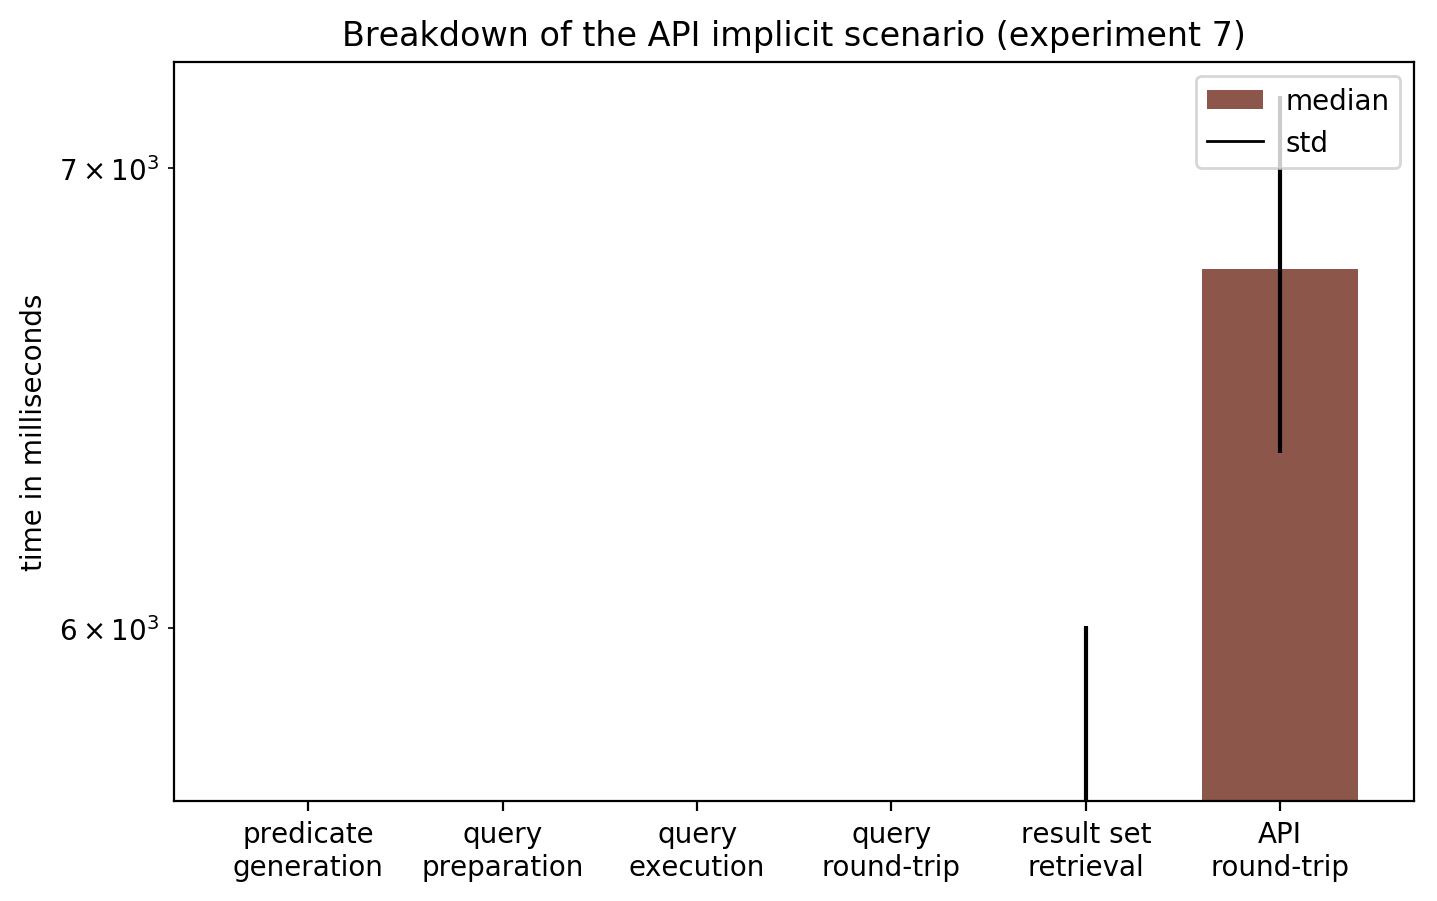 Breakdown of the API implicit scenario (experiment 7)
median
std
7 × 10³
6 × 10³
time in milliseconds
predicate generation
query preparation
query execution
query round-trip
result set retrieval
API round-trip